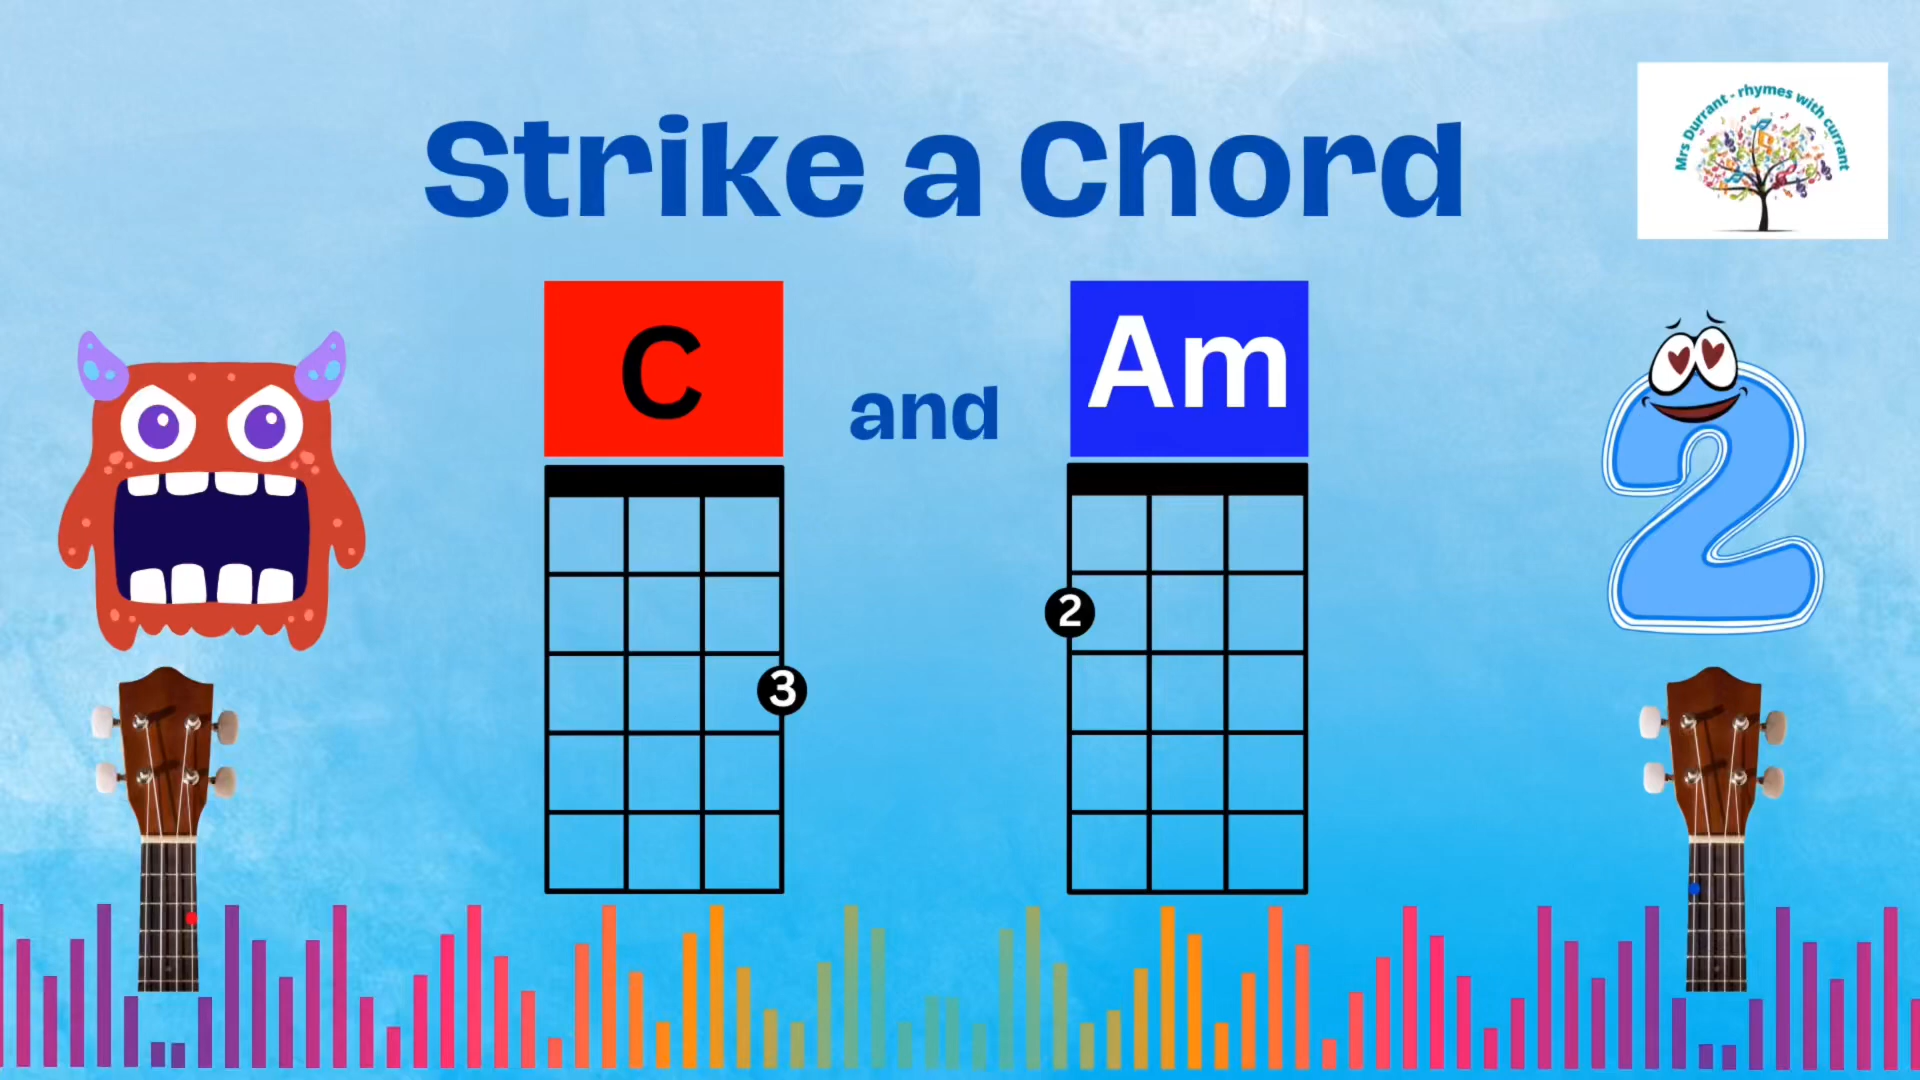 Strike a Chord
Mrs Durrant - rhymes with currant
C
and
Am
2
2
3